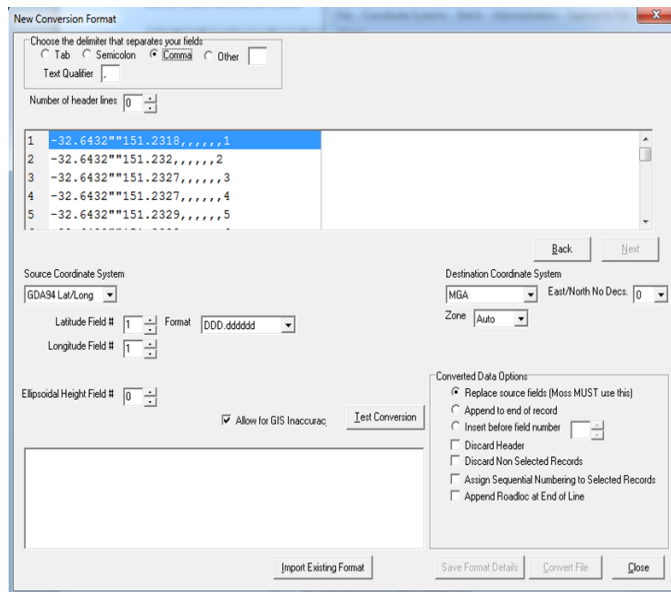 New Conversion Format
Choose the delimiter that separates your fields
Tab Semicolon Comma Other
Text Qualifier .
Number of header lines 0
1 -32.6432""151.2318,,,,,,1
2 -32.6432""151.232,,,,,,2
3 -32.6432""151.2327,,,,,,3
4 -32.6432""151.2327,,,,,,4
5 -32.6432""151.2329,,,,,,5
Back Next
Source Coordinate System
GDA94 Lat/Long
Latitude Field # 1 Format DDD.dddddd
Longitude Field # 1
Ellipsoidal Height Field # 0
Allow for GIS Inaccurac
Test Conversion
Destination Coordinate System
MGA East/North No Decs. 0
Zone Auto
Converted Data Options
Replace source fields (Moss MUST use this)
Append to end of record
Insert before field number
Discard Header
Discard Non Selected Records
Assign Sequential Numbering to Selected Records
Append Roadloc at End of Line
Import Existing Format Save Format Details Convert File Close